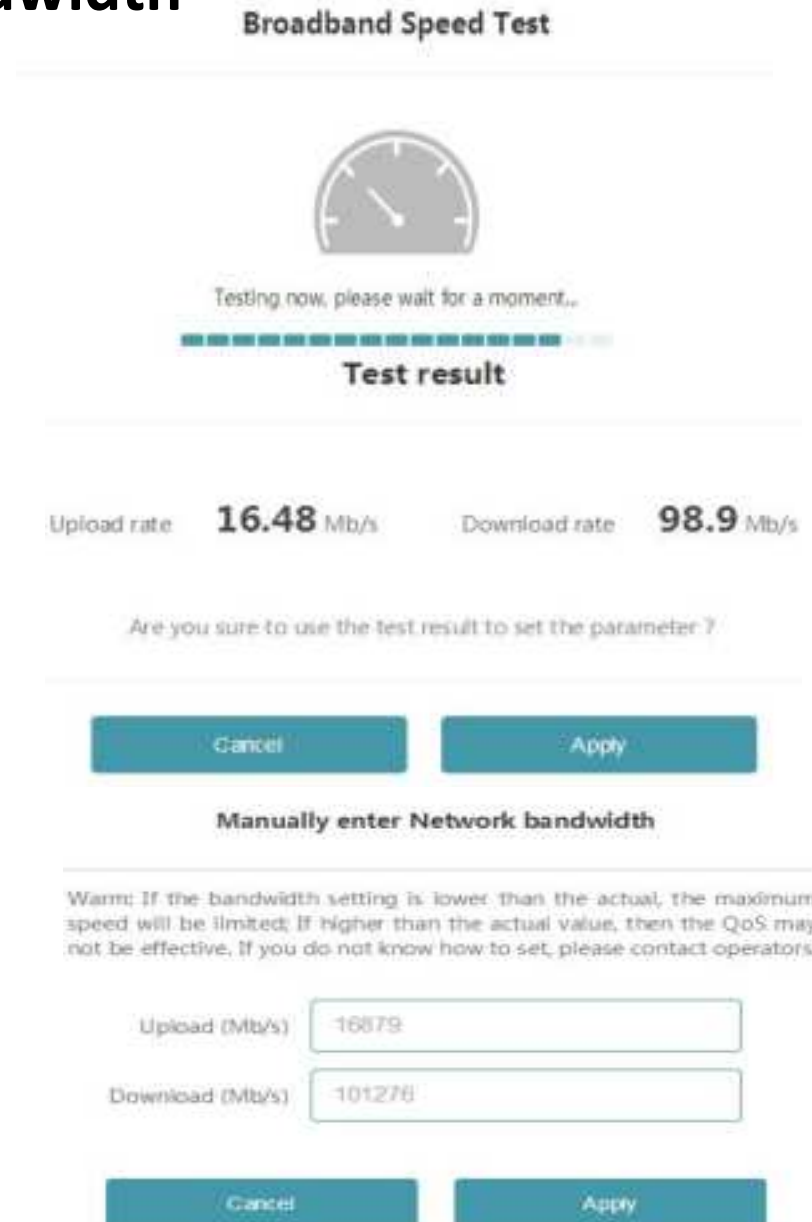 Broadband Speed Test
Testing now, please wait for a moment...
Test result
Upload rate 16.48 Mb/s Download rate 98.9 Mb/s
Are you sure to use the test result to set the parameter ?
Cancel Apply
Manually enter Network bandwidth
Warm: If the bandwidth setting is lower than the actual, the maximum
speed will be limited; If higher than the actual value, then the QoS may
not be effective. If you do not know how to set, please contact operators
Upload (Mb/s) 16879
Download (Mb/s) 101276
Cancel Apply